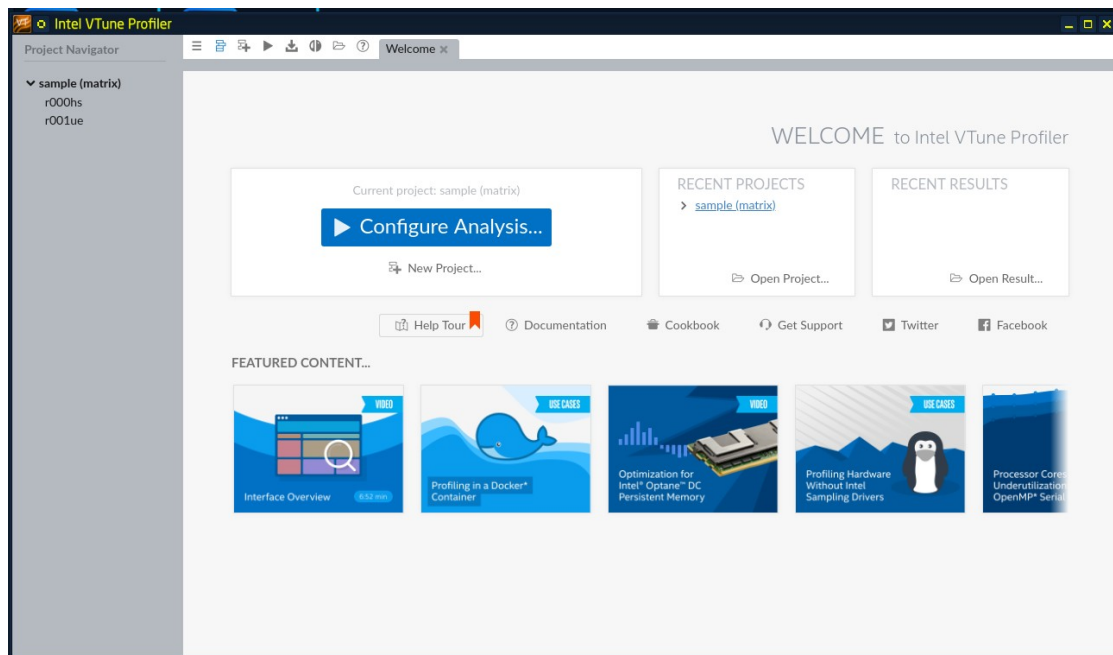 Intel VTune Profiler
Project Navigator
Welcome
sample (matrix)
r000hs
r001ue
WELCOME to Intel VTune Profiler
Current project: sample (matrix)
Configure Analysis...
New Project...
RECENT PROJECTS
sample (matrix)
Open Project...
RECENT RESULTS
Open Result...
Help Tour
Documentation
Cookbook
Get Support
Twitter
Facebook
FEATURED CONTENT...
VIDEO
Interface Overview
6:52 min
USE CASES
Profiling in a Docker*
Container
VIDEO
Optimization for
Intel® Optane™ DC
Persistent Memory
USE CASES
Profiling Hardware
Without Intel
Sampling Drivers
Processor Cores
Underutilization
OpenMP* Serial